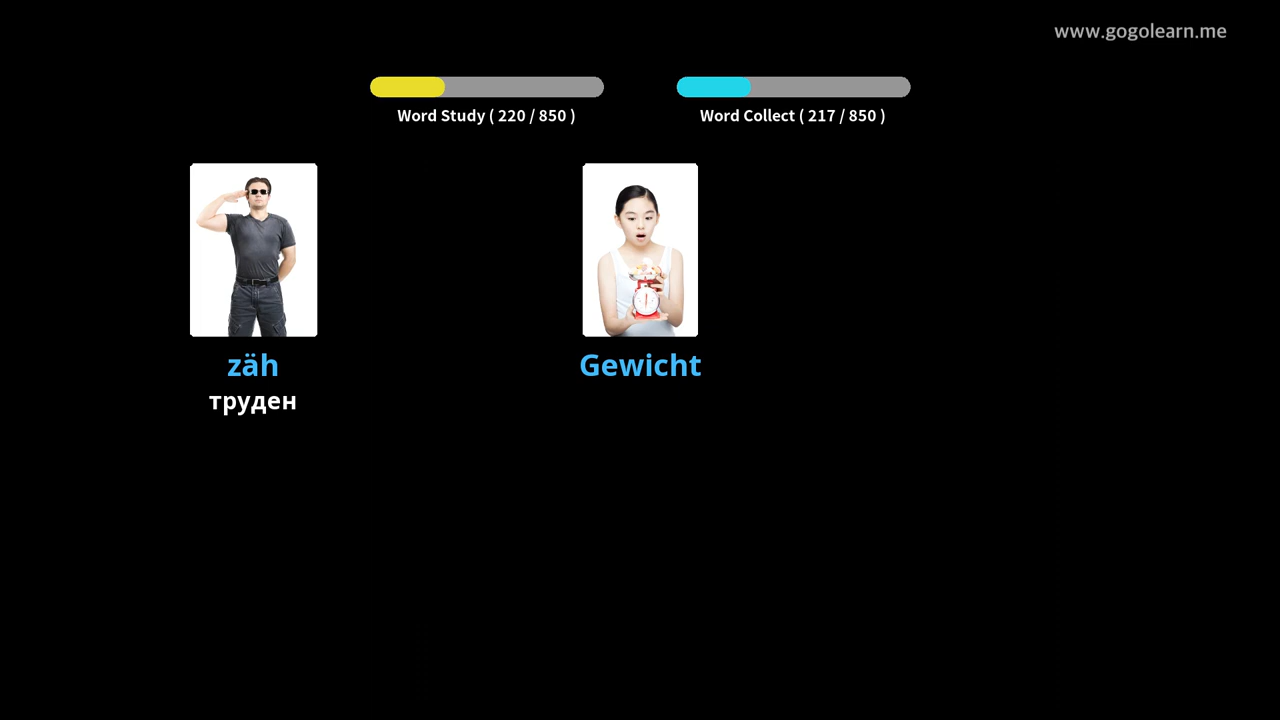 www.gogolearn.me
Word Study ( 220 / 850 )
Word Collect ( 217 / 850 )
zäh
Gewicht
труден